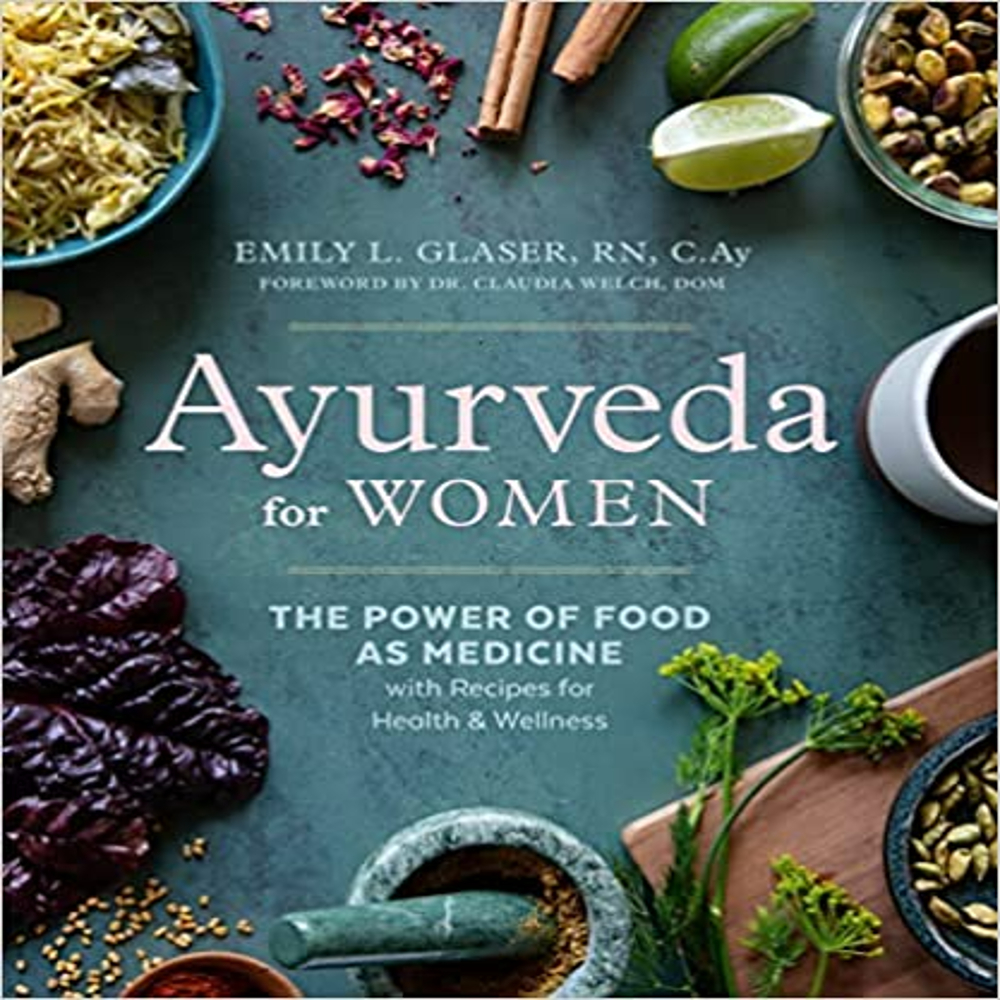 EMILY L. GLASER, RN, C.Ay
FOREWORD BY DR. CLAUDIA WELCH, DOM
Ayurveda
for WOMEN
THE POWER OF FOOD
AS MEDICINE
with Recipes for
Health & Wellness